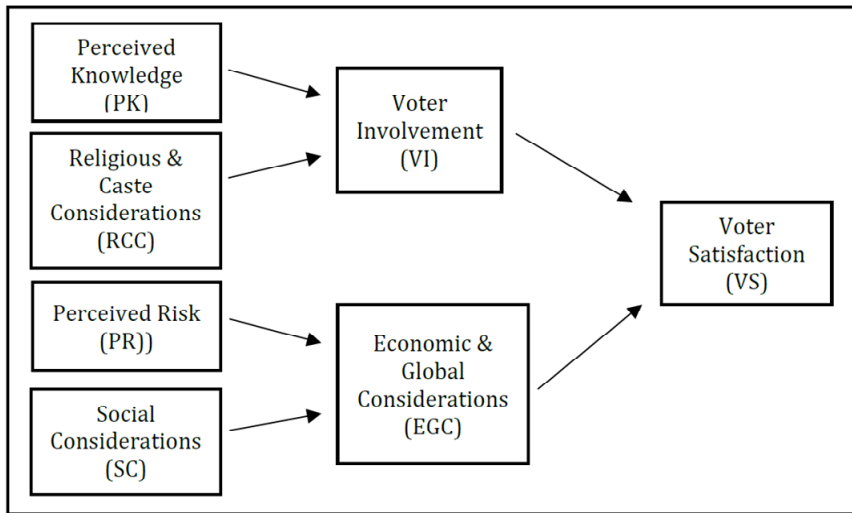 Perceived
Knowledge
(PK)
Religious &
Caste
Considerations
(RCC)
Perceived Risk
(PR))
Social
Considerations
(SC)
Voter
Involvement
(VI)
Economic &
Global
Considerations
(EGC)
Voter
Satisfaction
(VS)